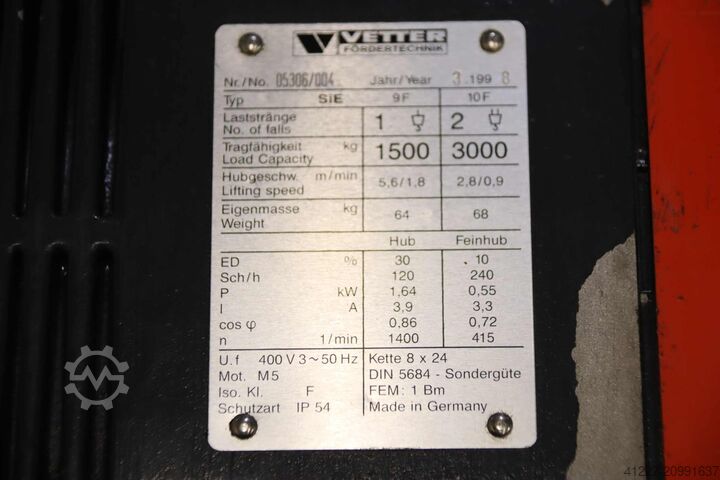 VETTER
FÖRDERTECHNIK
Nr./No. 05306/004 Jahr/Year 3.1998
Typ SIE 9F 10F
Laststränge
No. of falls 1 2
Tragfähigkeit kg
Load Capacity 1500 3000
Hubgeschw. m/min
Lifting speed 5,6/1,8 2,8/0,9
Eigenmasse kg
Weight 64 68
Hub Feinhub
ED % 30 10
Sch/h 120 240
P kW 1,64 0,55
I A 3,9 3,3
cos φ 0,86 0,72
n 1/min 1400 415
U.f 400 V 3~50 Hz Kette 8 x 24
Mot. M5 DIN 5684 - Sondergüte
Iso. Kl. F FEM: 1 Bm
Schutzart IP 54 Made in Germany